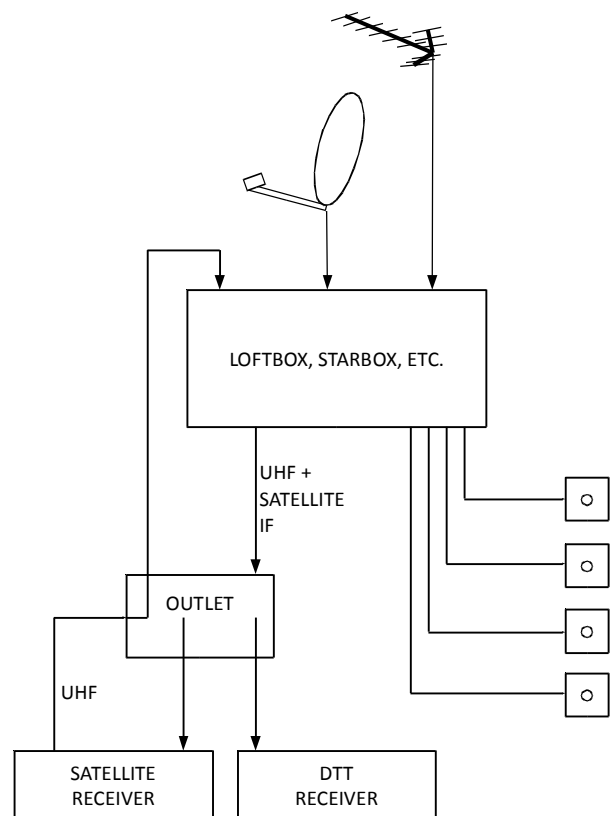 LOFTBOX, STARBOX, ETC.
UHF +
SATELLITE
IF
OUTLET
UHF
SATELLITE
RECEIVER
DTT
RECEIVER